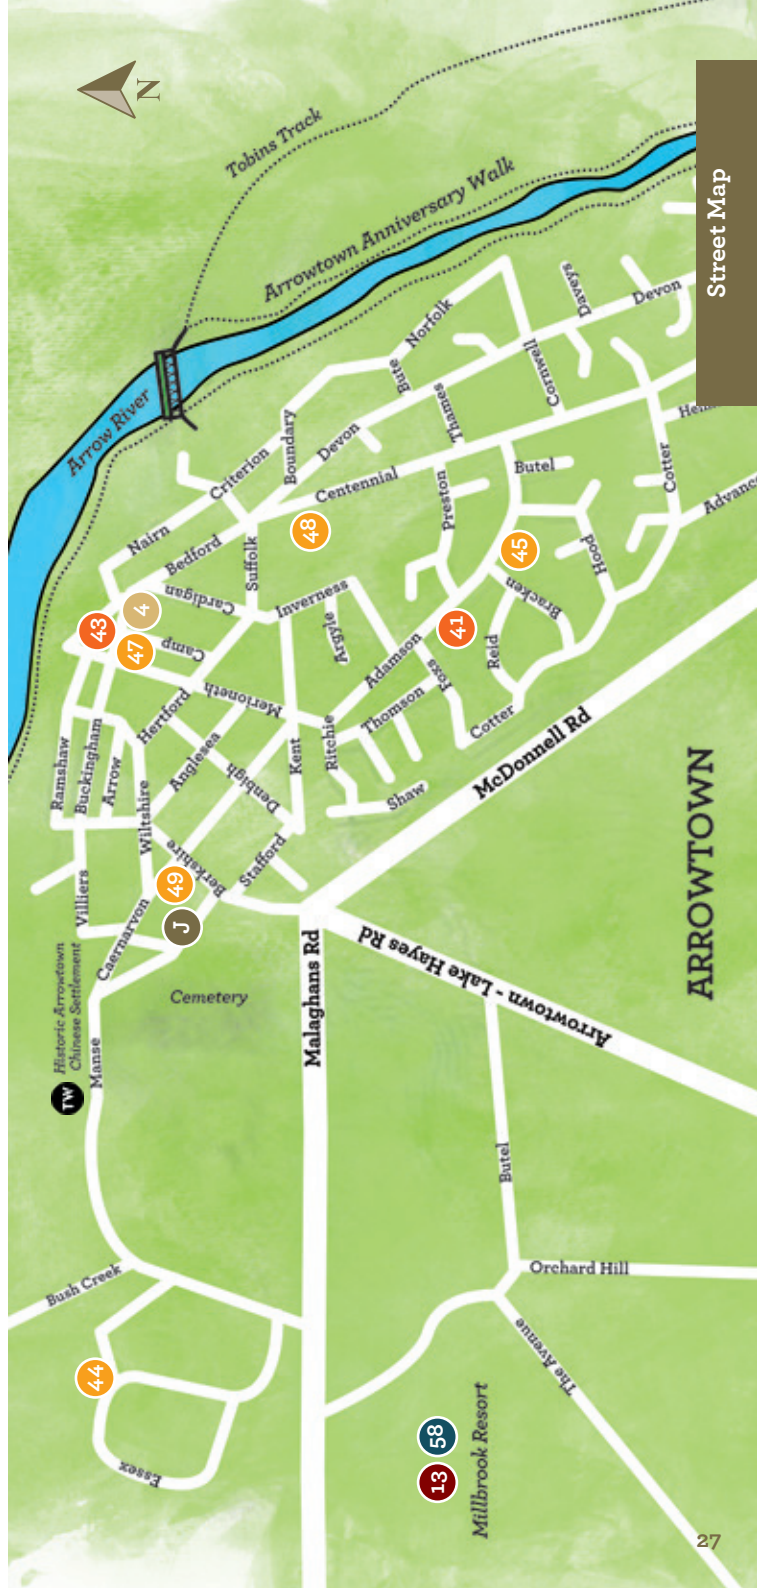 Street Map
N
Tobins Track
Arrowtown Anniversary Walk
Arrow River
Norfolk
Daveys
Devon
Bute
Cornwell
Thames
Boundary
Devon
Criterion
Centennial
Nairn
Bedford
Suffolk
Preston
Butel
Cotter
Advance
48
45
Hood
Bracken
Cardigan
Inverness
Argyle
43
4
47
Camp
41
Adamson
Reid
Foxs
Thomson
Cotter
Merioneth
Hertford
Ritchie
Kent
Ramshaw
Buckingham
Arrow
Anglesea
Denbigh
Wiltshire
Shaw
McDonnell Rd
Berkshire
Stafford
Villiers
49
J
Caernarvon
Historic Arrowtown
Chinese Settlement
TW
Manse
Cemetery
Malaghans Rd
Arrowtown - Lake Hayes Rd
ARROWTOWN
Butel
Orchard Hill
The Avenue
Bush Creek
44
Essex
58
13
Millbrook Resort
27